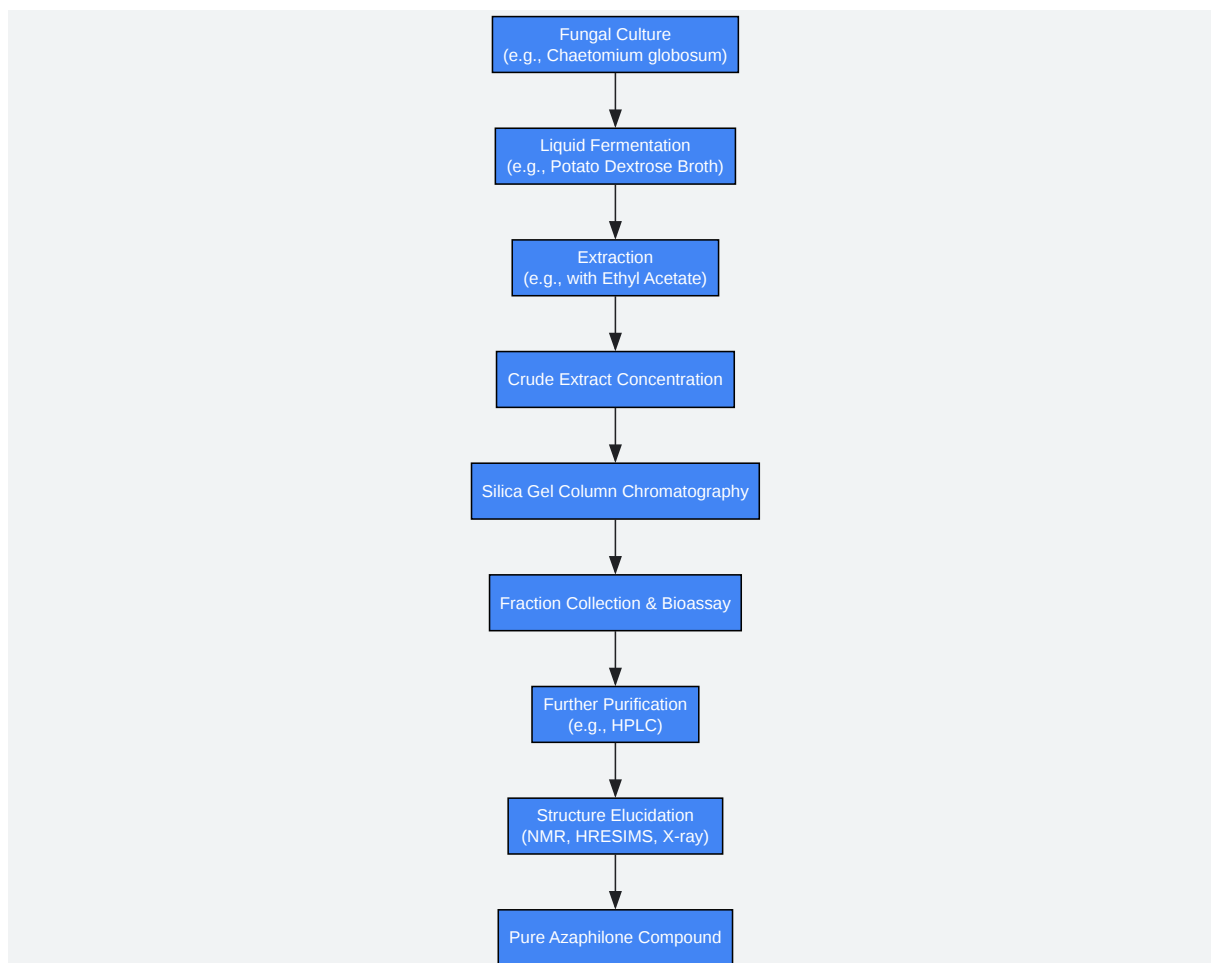 Fungal Culture
(e.g., Chaetomium globosum)
Liquid Fermentation
(e.g., Potato Dextrose Broth)
Extraction
(e.g., with Ethyl Acetate)
Crude Extract Concentration
Silica Gel Column Chromatography
Fraction Collection & Bioassay
Further Purification
(e.g., HPLC)
Structure Elucidation
(NMR, HRESIMS, X-ray)
Pure Azaphilone Compound